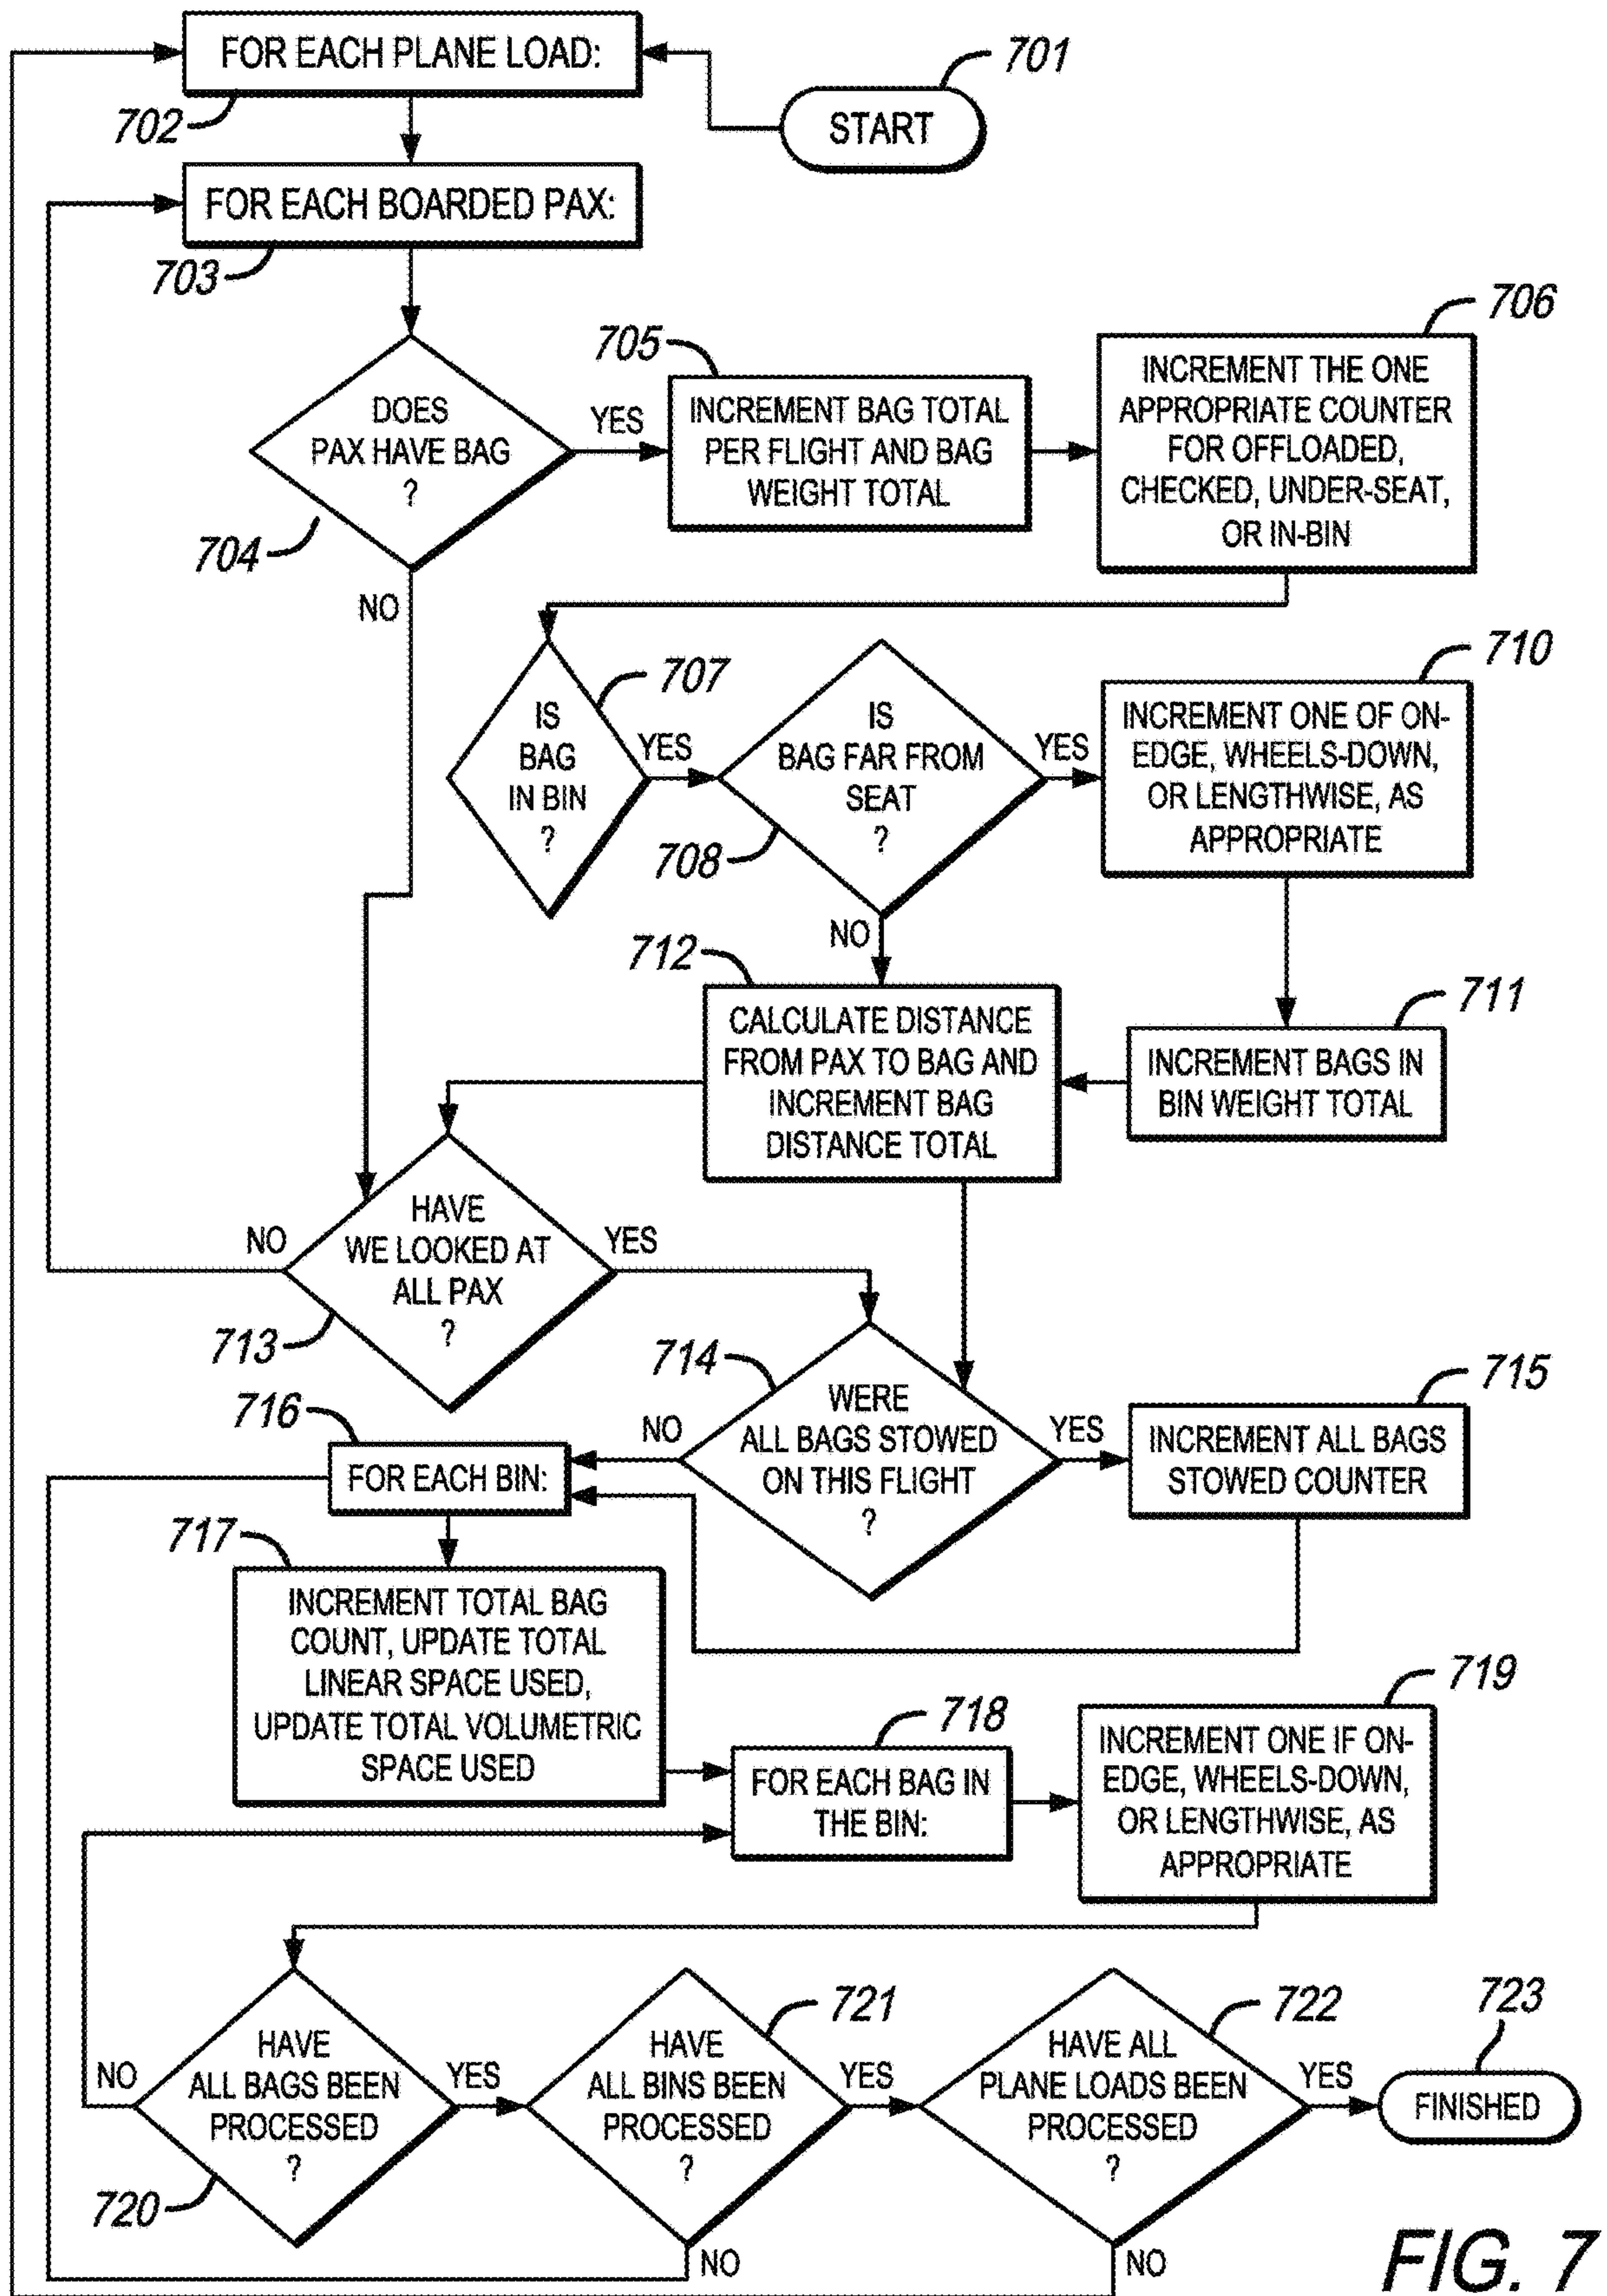 FOR EACH PLANE LOAD:
701
START
702
FOR EACH BOARDED PAX:
703
DOES
PAX HAVE BAG
?
704
YES
NO
705
INCREMENT BAG TOTAL
PER FLIGHT AND BAG
WEIGHT TOTAL
706
INCREMENT THE ONE
APPROPRIATE COUNTER
FOR OFFLOADED,
CHECKED, UNDER-SEAT,
OR IN-BIN
707
IS
BAG
IN BIN
?
YES
IS
BAG FAR FROM
SEAT
?
708
YES
NO
710
INCREMENT ONE OF ON-
EDGE, WHEELS-DOWN,
OR LENGTHWISE, AS
APPROPRIATE
711
INCREMENT BAGS IN
BIN WEIGHT TOTAL
712
CALCULATE DISTANCE
FROM PAX TO BAG AND
INCREMENT BAG
DISTANCE TOTAL
HAVE
WE LOOKED AT
ALL PAX
?
NO
YES
713
714
WERE
ALL BAGS STOWED
ON THIS FLIGHT
?
NO
YES
715
INCREMENT ALL BAGS
STOWED COUNTER
716
FOR EACH BIN:
717
INCREMENT TOTAL BAG
COUNT, UPDATE TOTAL
LINEAR SPACE USED,
UPDATE TOTAL VOLUMETRIC
SPACE USED
718
FOR EACH BAG IN
THE BIN:
719
INCREMENT ONE IF ON-
EDGE, WHEELS-DOWN,
OR LENGTHWISE, AS
APPROPRIATE
HAVE
ALL BAGS BEEN
PROCESSED
?
NO
YES
720
721
HAVE
ALL BINS BEEN
PROCESSED
?
YES
NO
722
HAVE ALL
PLANE LOADS BEEN
PROCESSED
?
YES
NO
723
FINISHED
FIG. 7